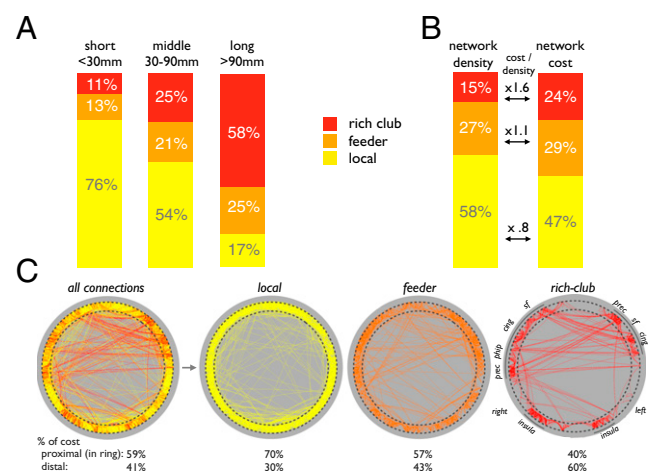 A
short
<30mm
middle
30-90mm
long
>90mm
11%
13%
76%
25%
21%
54%
58%
25%
17%
rich club
feeder
local
B
network
density
cost /
density
network
cost
15%
x1.6
24%
27%
x1.1
29%
58%
x .8
47%
C
all connections
local
feeder
rich-club
sf
cing
phip
prec
right
insula
prec
sf
cing
left
insula
% of cost
proximal (in ring): 59% 70% 57% 40%
distal: 41% 30% 43% 60%